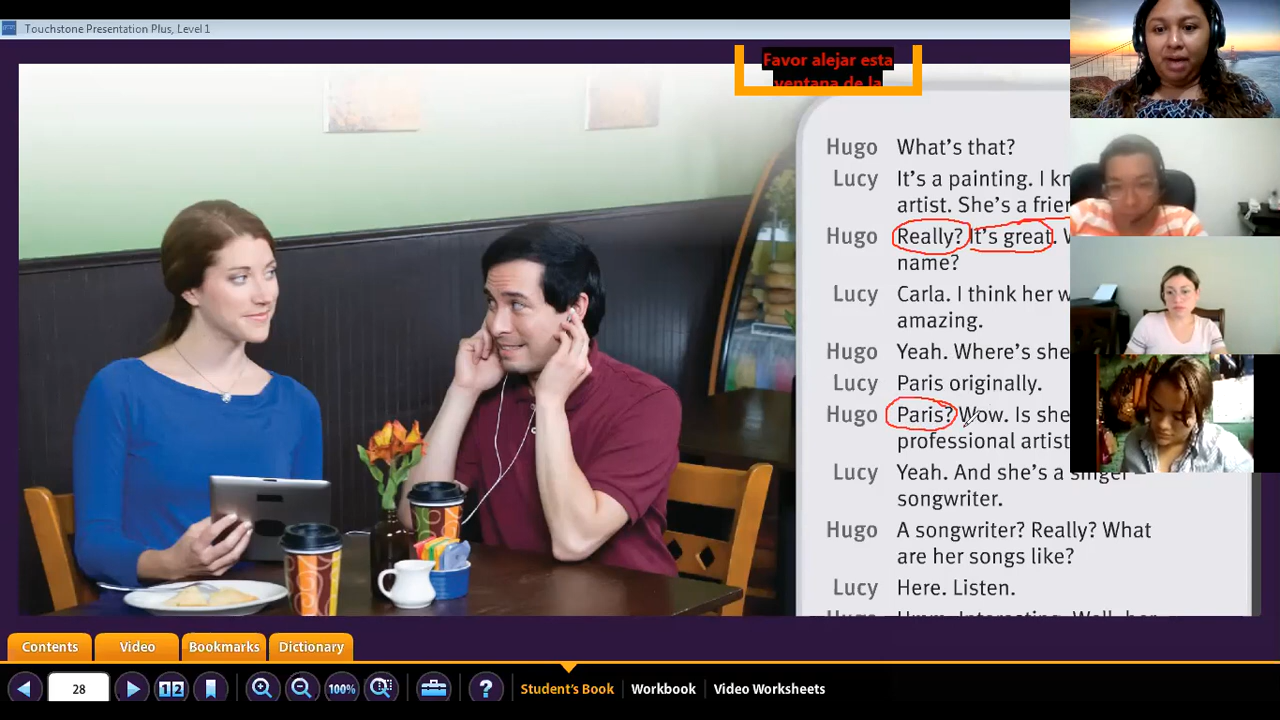 Touchstone Presentation Plus, Level 1
Favor alejar esta
ventana de la
Hugo What's that?
Lucy It's a painting. I
artist. She's a
Hugo Really? It's great.
name?
Lucy Carla. I think her
amazing.
Hugo Yeah. Where's she
Lucy Paris originally.
Hugo Paris? Wow. Is she
professional artist
Lucy Yeah. And she's a singer-
songwriter.
Hugo A songwriter? Really? What
are her songs like?
Lucy Here. Listen.
Contents Video Bookmarks Dictionary
28 1 2 100% ? Student's Book Workbook Video Worksheets